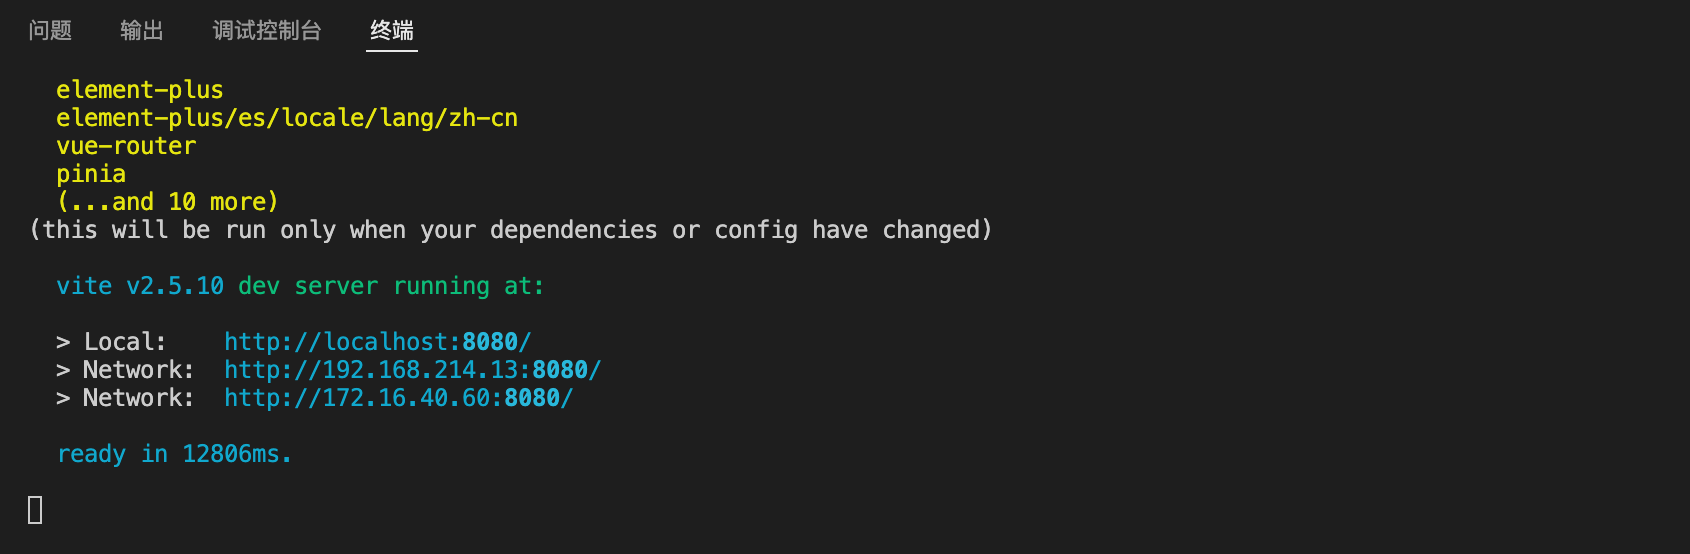 问题 输出 调试控制台 终端
element-plus
element-plus/es/locale/lang/zh-cn
vue-router
pinia
(...and 10 more)
(this will be run only when your dependencies or config have changed)
vite v2.5.10 dev server running at:
> Local: http://localhost:8080/
> Network: http://192.168.214.13:8080/
> Network: http://172.16.40.60:8080/
ready in 12806ms.